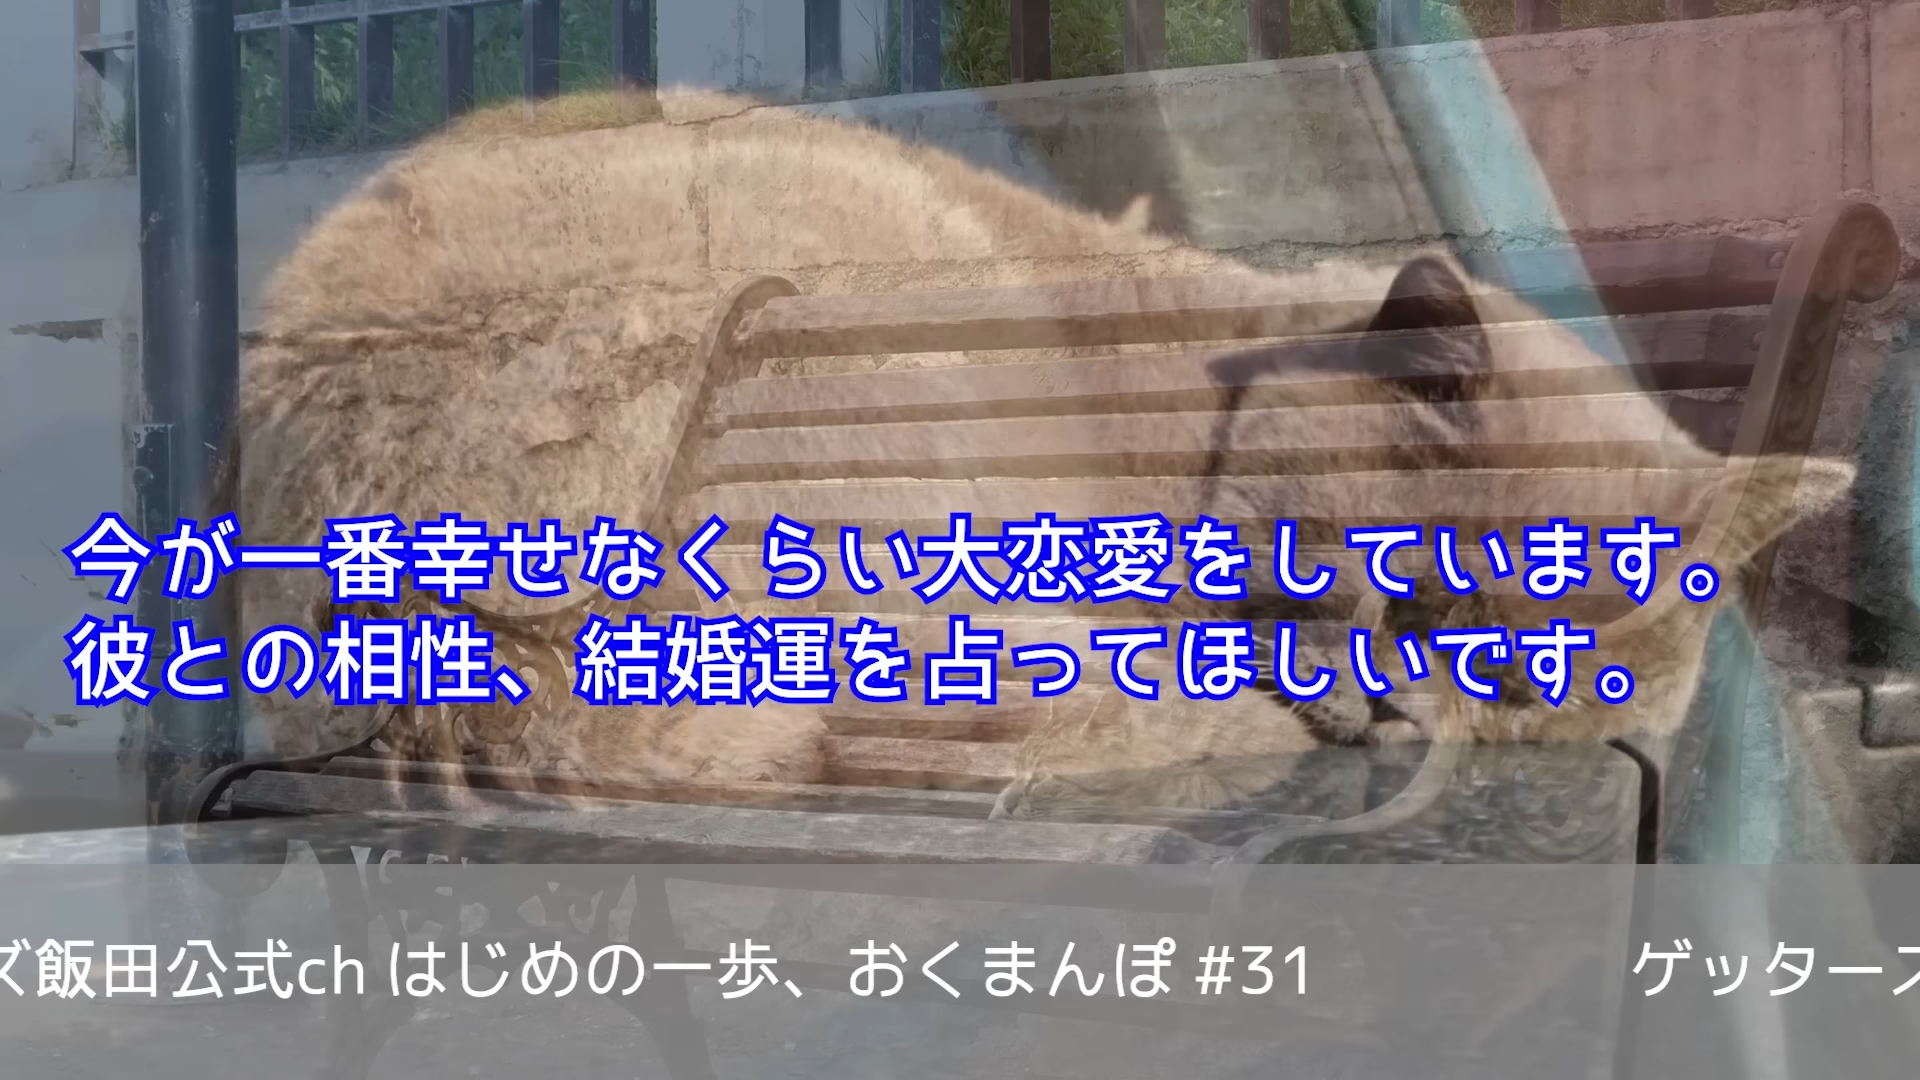 今が一番幸せなくらい大恋愛をしています。
彼との相性、結婚運を占ってほしいです。
ズ飯田公式ch はじめの一歩、おくまんぽ #31 ゲッターズ